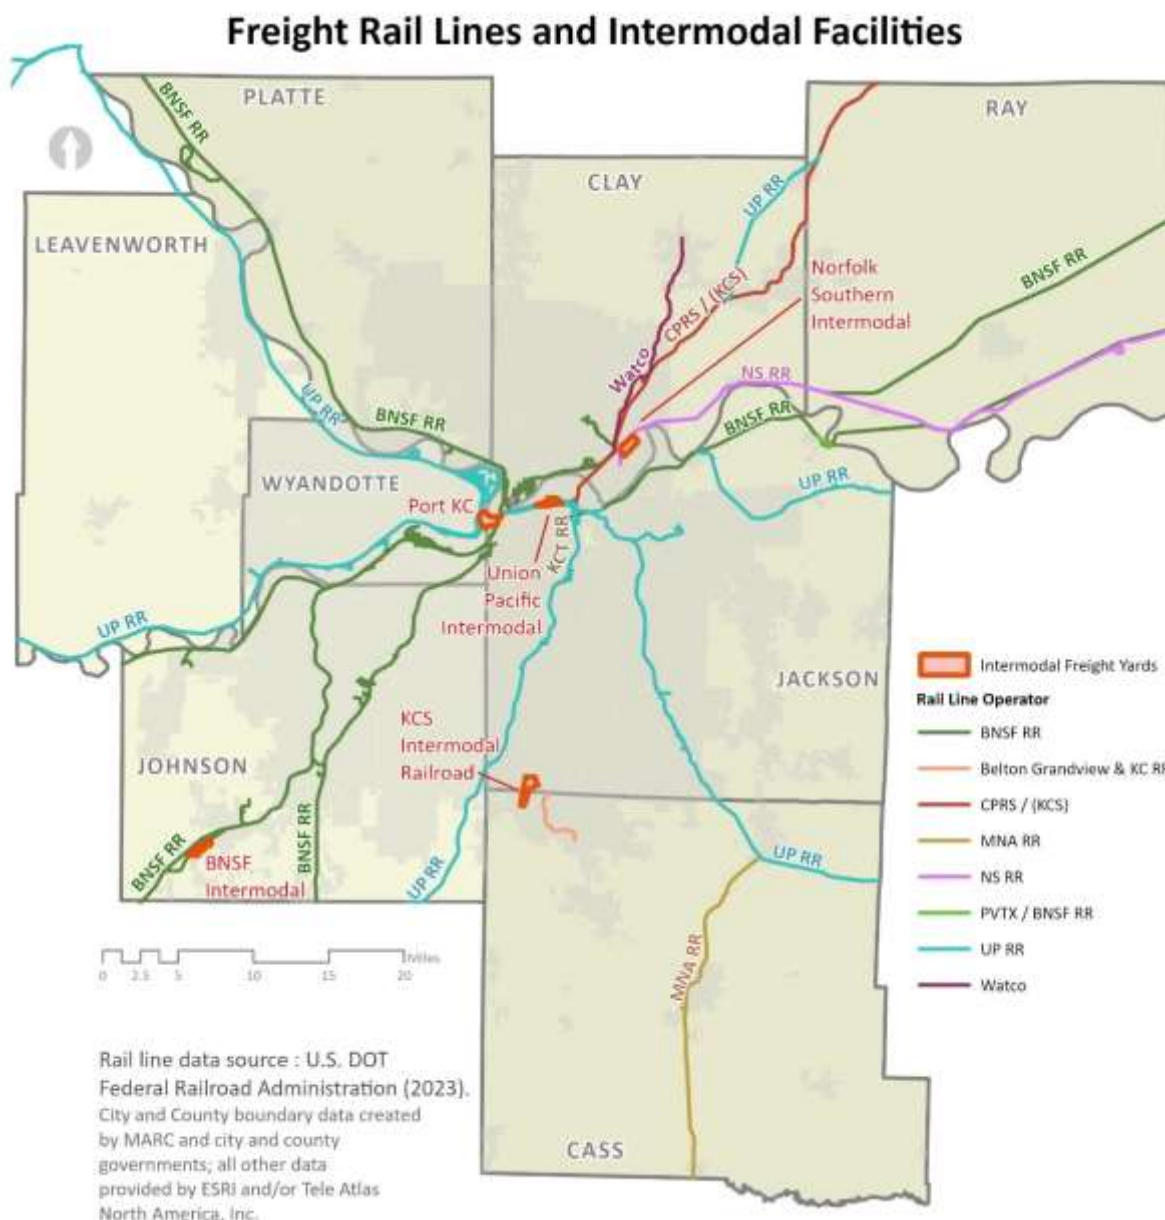 Freight Rail Lines and Intermodal Facilities
PLATTE
BNSF RR
RAY
CLAY
UP RR
LEAVENWORTH
BNSF RR
Norfolk
Southern
Intermodal
CPRS / (KCS)
Watco
NS RR
UP RR
BNSF RR
BNSF RR
WYANDOTTE
UP RR
Port KC
KCT RR
Union
Pacific
Intermodal
UP RR
JACKSON
KCS
Intermodal
Railroad
JOHNSON
BNSF RR
BNSF RR
BNSF
Intermodal
UP RR
UP RR
MNA RR
CASS
Intermodal Freight Yards
Rail Line Operator
BNSF RR
Belton Grandview & KC RR
CPRS / (KCS)
MNA RR
NS RR
PVTX / BNSF RR
UP RR
Watco
Miles
0 2.5 5 10 15 20
Rail line data source : U.S. DOT
Federal Railroad Administration (2023).
City and County boundary data created
by MARC and city and county
governments; all other data
provided by ESRI and/or Tele Atlas
North America, Inc.